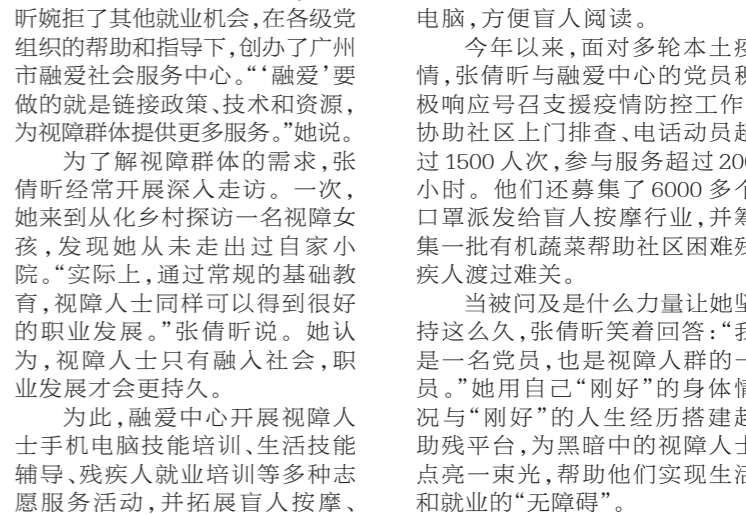 昕婉拒了其他就业机会,在各级党
组织的帮助和指导下,创办了广州
市融爱社会服务中心。“‘融爱’要
做的就是链接政策、技术和资源,
为视障群体提供更多服务。”她说。
为了解视障群体的需求,张
倩昕经常开展深入走访。一次,
她来到从化乡村探访一名视障女
孩,发现她从未走出过自家小
院。“实际上,通过常规的基础教
育,视障人士同样可以得到很好
的职业发展。”张倩昕说。她认
为,视障人士只有融入社会,职
业发展才会更持久。
为此,融爱中心开展视障人
士手机电脑技能培训、生活技能
辅导、残疾人就业培训等多种志
愿服务活动,并拓展盲人按摩、
电脑,方便盲人阅读。
今年以来,面对多轮本土疫
情,张倩昕与融爱中心的党员积
极响应号召支援疫情防控工作
协助社区上门排查、电话动员超
过1500人次,参与服务超过200
小时。他们还募集了6000多个
口罩派发给盲人按摩行业,并筹
集一批有机蔬菜帮助社区困难残
疾人渡过难关。
当被问及是什么力量让她坚
持这么久,张倩昕笑着回答:“我
是一名党员,也是视障人群的一
员。”她用自己“刚好”的身体情
况与“刚好”的人生经历搭建起
助残平台,为黑暗中的视障人士
点亮一束光,帮助他们实现生活
和就业的“无障碍”。